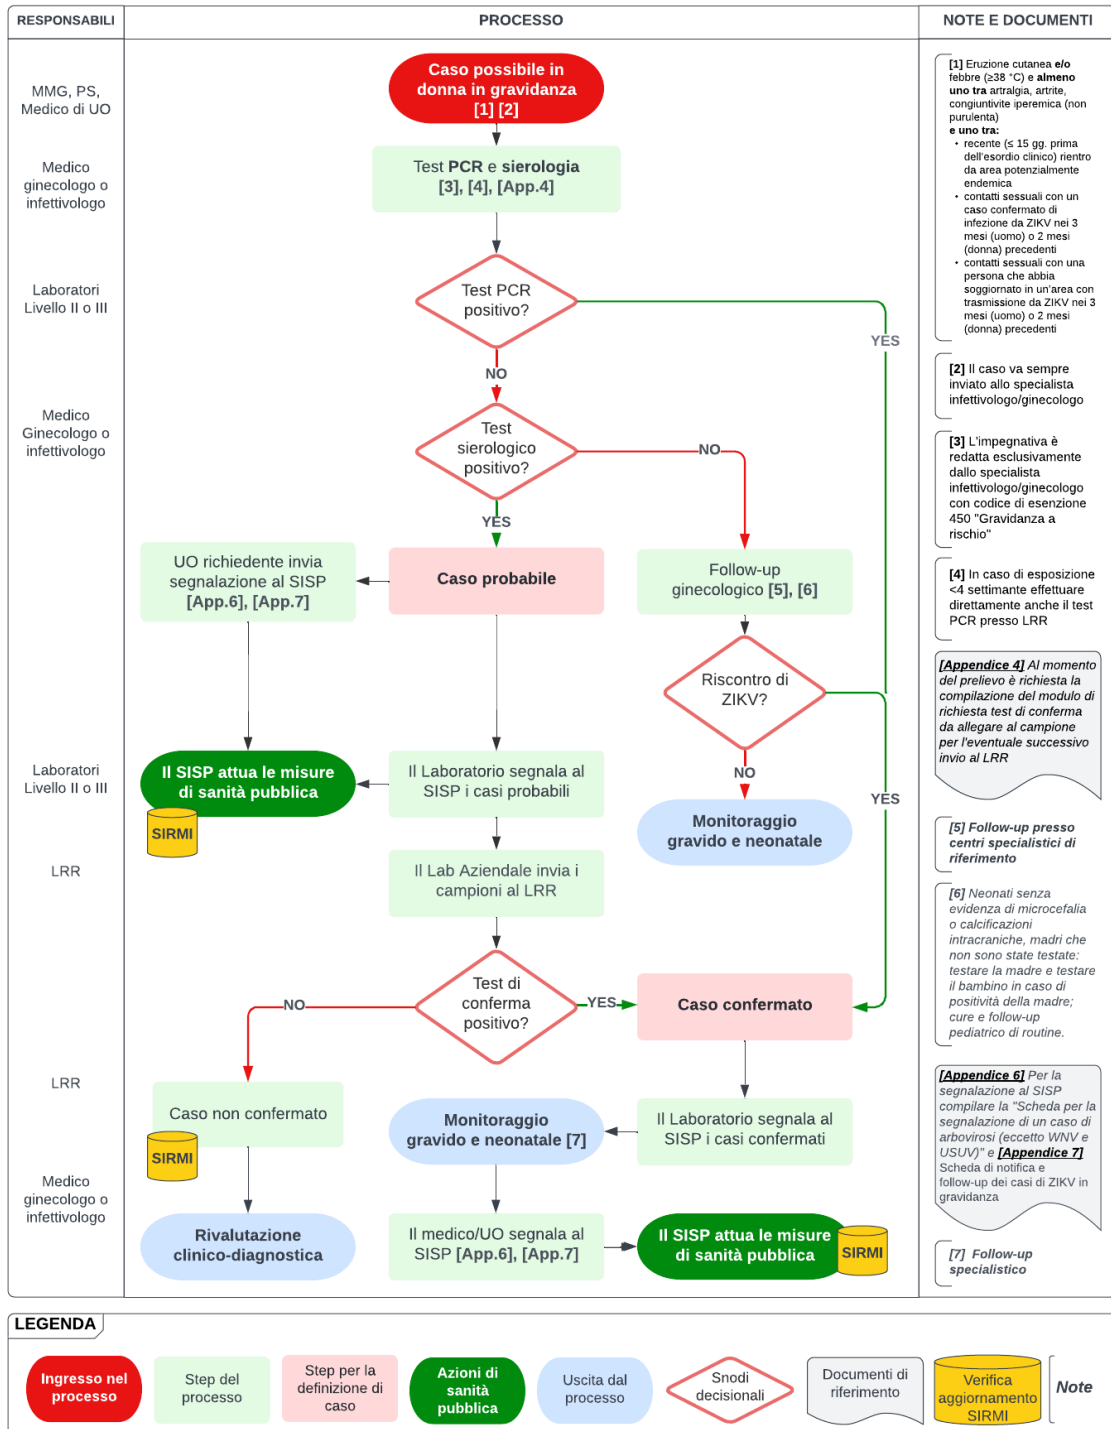 RESPONSABILI
PROCESSO
NOTE E DOCUMENTI
MMG, PS,
Medico di UO
Medico
ginecologo o
infettivologo
Laboratori
Livello II o III
Medico
Ginecologo o
infettivologo
Laboratori
Livello II o III
LRR
LRR
Medico
ginecologo o
infettivologo
Caso possibile in
donna in gravidanza
[1] [2]
Test PCR e sierologia
[3], [4], [App.4]
Test PCR
positivo?
YES
NO
Test
sierologico
positivo?
NO
YES
UO richiedente invia
segnalazione al SISP
[App.6], [App.7]
Caso probabile
Follow-up
ginecologico [5], [6]
Riscontro di
ZIKV?
NO
YES
Il SISP attua le misure
di sanità pubblica
SIRMI
Il Laboratorio segnala al
SISP i casi probabili
Monitoraggio
gravido e neonatale
Il Lab Aziendale invia i
campioni al LRR
Test di
conferma
positivo?
NO
YES
Caso confermato
Caso non confermato
SIRMI
Monitoraggio
gravido e neonatale [7]
Il Laboratorio segnala al
SISP i casi confermati
Rivalutazione
clinico-diagnostica
Il medico/UO segnala al
SISP [App.6], [App.7]
Il SISP attua le misure
di sanità pubblica
SIRMI
[1] Eruzione cutanea e/o
febbre (≥38 °C) e almeno
uno tra artralgia, artrite,
congiuntivite iperemica (non
purulenta)
e uno tra:
• recente (≤ 15 gg. prima
dell'esordio clinico) rientro
da area potenzialmente
endemica
• contatti sessuali con un
caso confermato di
infezione da ZIKV nei 3
mesi (uomo) o 2 mesi
(donna) precedenti
• contatti sessuali con una
persona che abbia
soggiornato in un'area con
trasmissione da ZIKV nei 3
mesi (uomo) o 2 mesi
(donna) precedenti
[2] Il caso va sempre
inviato allo specialista
infettivologo/ginecologo
[3] L'impegnativa è
redatta esclusivamente
dallo specialista
infettivologo/ginecologo
con codice di esenzione
450 "Gravidanza a
rischio"
[4] In caso di esposizione
<4 settimante effettuare
direttamente anche il test
PCR presso LRR
[Appendice 4] Al momento
del prelievo è richiesta la
compilazione del modulo di
richiesta test di conferma
da allegare al campione
per l'eventuale successivo
invio al LRR
[5] Follow-up presso
centri specialistici di
riferimento
[6] Neonati senza
evidenza di microcefalia
o calcificazioni
intracraniche, madri che
non sono state testate:
testare la madre e testare
il bambino in caso di
positività della madre;
cure e follow-up
pediatrico di routine.
[Appendice 6] Per la
segnalazione al SISP
compilare la "Scheda per la
segnalazione di un caso di
arbovirosi (eccetto WNV e
USUV)" e [Appendice 7]
Scheda di notifica e
follow-up dei casi di ZIKV in
gravidanza
[7] Follow-up
specialistico
LEGENDA
Ingresso nel
processo
Step del
processo
Step per la
definizione di
caso
Azioni di
sanità
pubblica
Uscita dal
processo
Snodi
decisionali
Documenti di
riferimento
Verifica
aggiornamento
SIRMI
Note